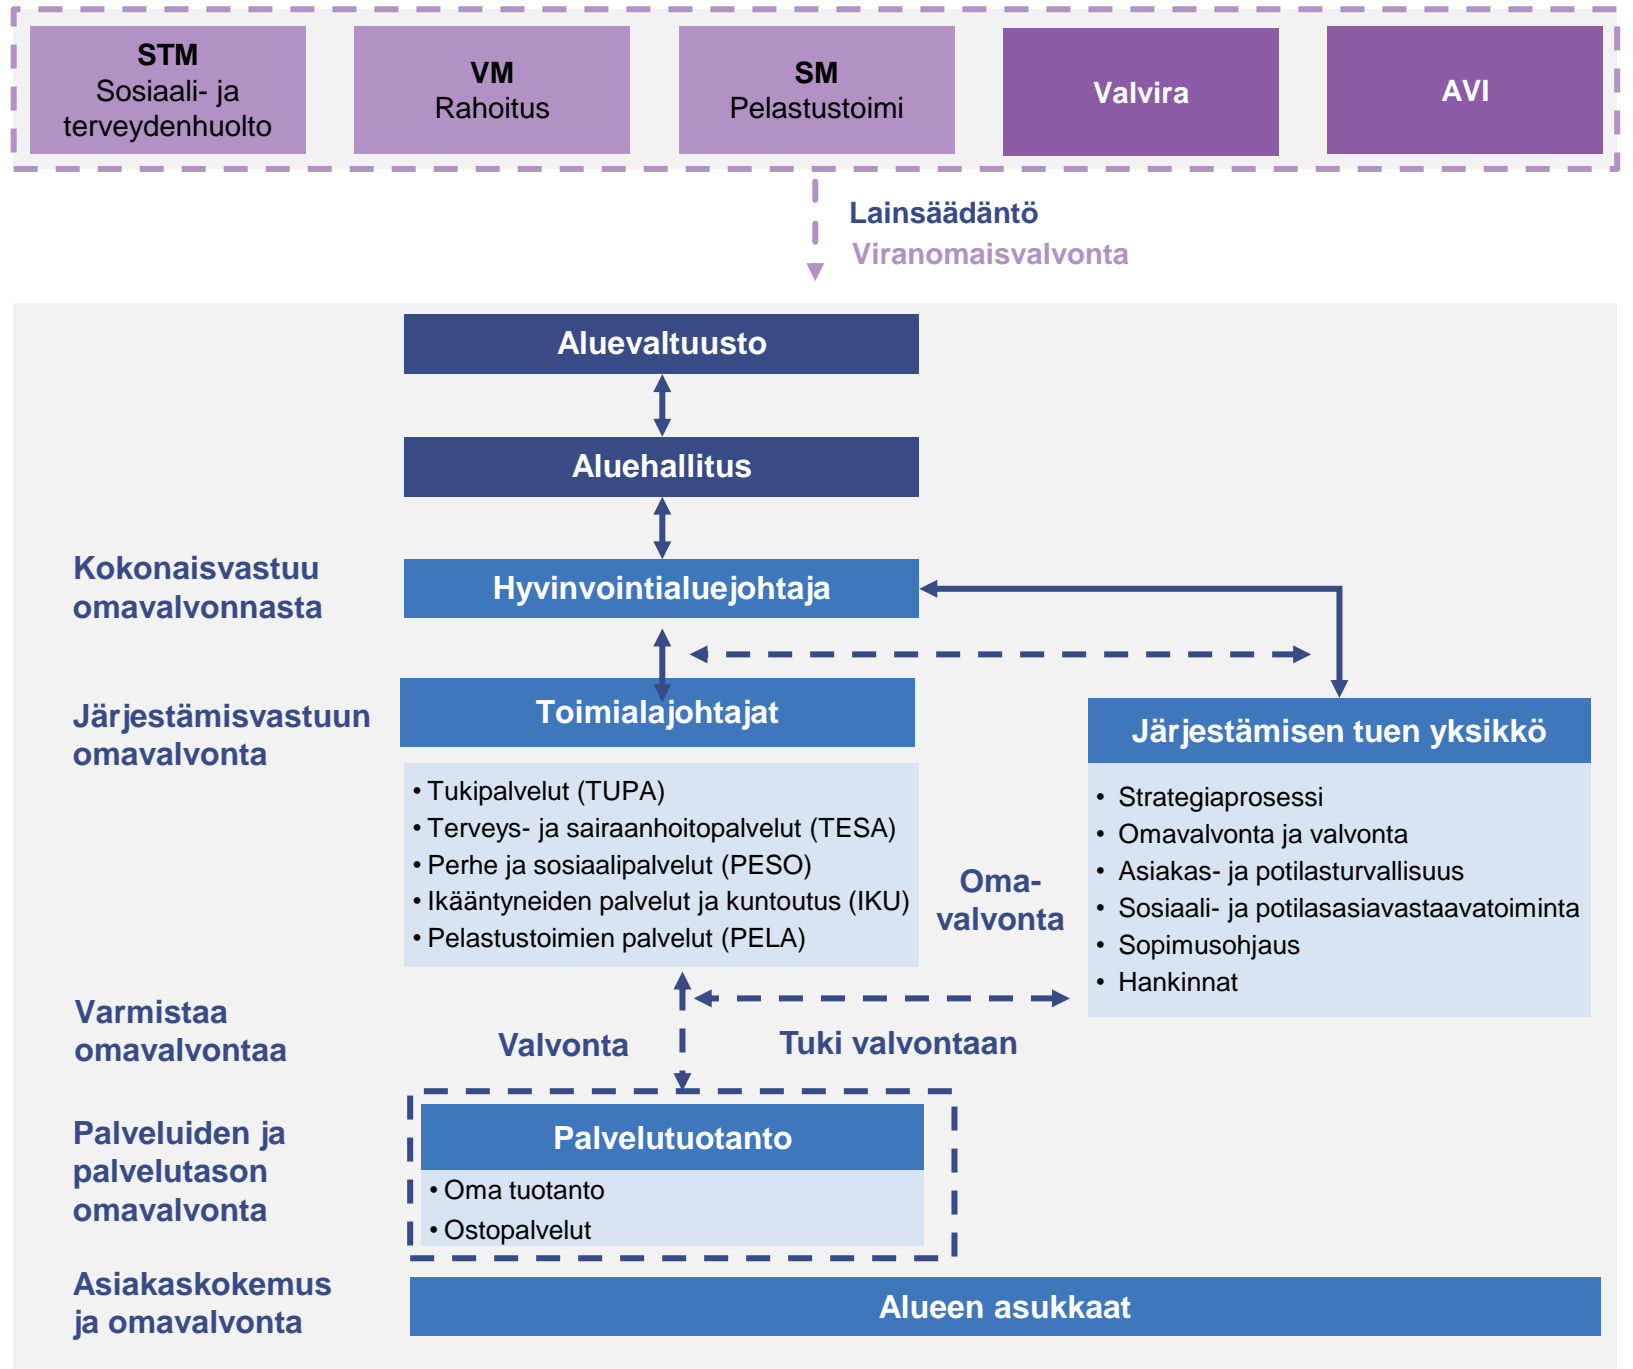 STM
Sosiaali- ja
terveydenhuolto
VM
Rahoitus
SM
Pelastustoimi
Valvira
AVI
Lainsäädäntö
Viranomaisvalvonta
Aluevaltuusto
Aluehallitus
Kokonaisvastuu
omavalvonnasta
Hyvinvointialuejohtaja
Järjestämisvastuun
omavalvonta
Toimialajohtajat
• Tukipalvelut (TUPA)
• Terveys- ja sairaanhoitopalvelut (TESA)
• Perhe ja sosiaalipalvelut (PESO)
• Ikääntyneiden palvelut ja kuntoutus (IKU)
• Pelastustoimien palvelut (PELA)
Oma-
valvonta
Järjestämisen tuen yksikkö
• Strategiaprosessi
• Omavalvonta ja valvonta
• Asiakas- ja potilasturvallisuus
• Sosiaali- ja potilasasiavastaavatoiminta
• Sopimusohjaus
• Hankinnat
Varmistaa
omavalvontaa
Valvonta
Tuki valvontaan
Palveluiden ja
palvelutason
omavalvonta
Palvelutuotanto
• Oma tuotanto
• Ostopalvelut
Asiakaskokemus
ja omavalvonta
Alueen asukkaat